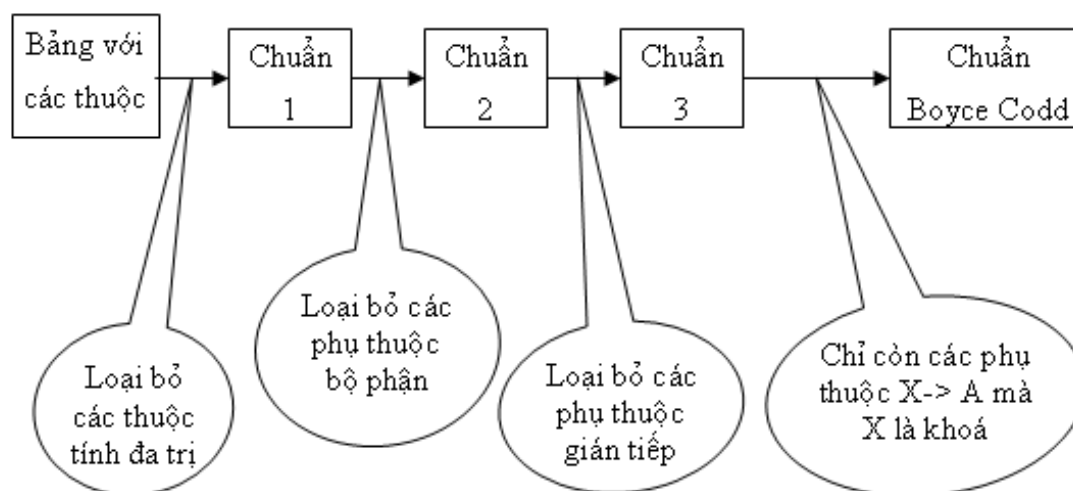 Bảng với
các thuộc
Chuẩn
1
Chuẩn
2
Chuẩn
3
Chuẩn
Boyce Codd
Loại bỏ
các thuộc
tính đa trị
Loại bỏ các
phụ thuộc
bộ phận
Loại bỏ các
phụ thuộc
gián tiếp
Chỉ còn các phụ
thuộc X-> A mà
X là khoá